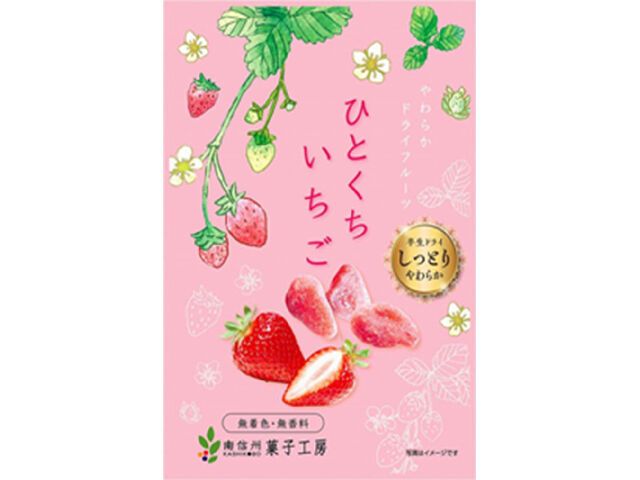 やわらか
ドライフルーツ
ひとくち
いちご
半生ドライ
しっとり
やわらか
無着色・無香料
南信州
KASHIKOBO
菓子工房
写真はイメージです